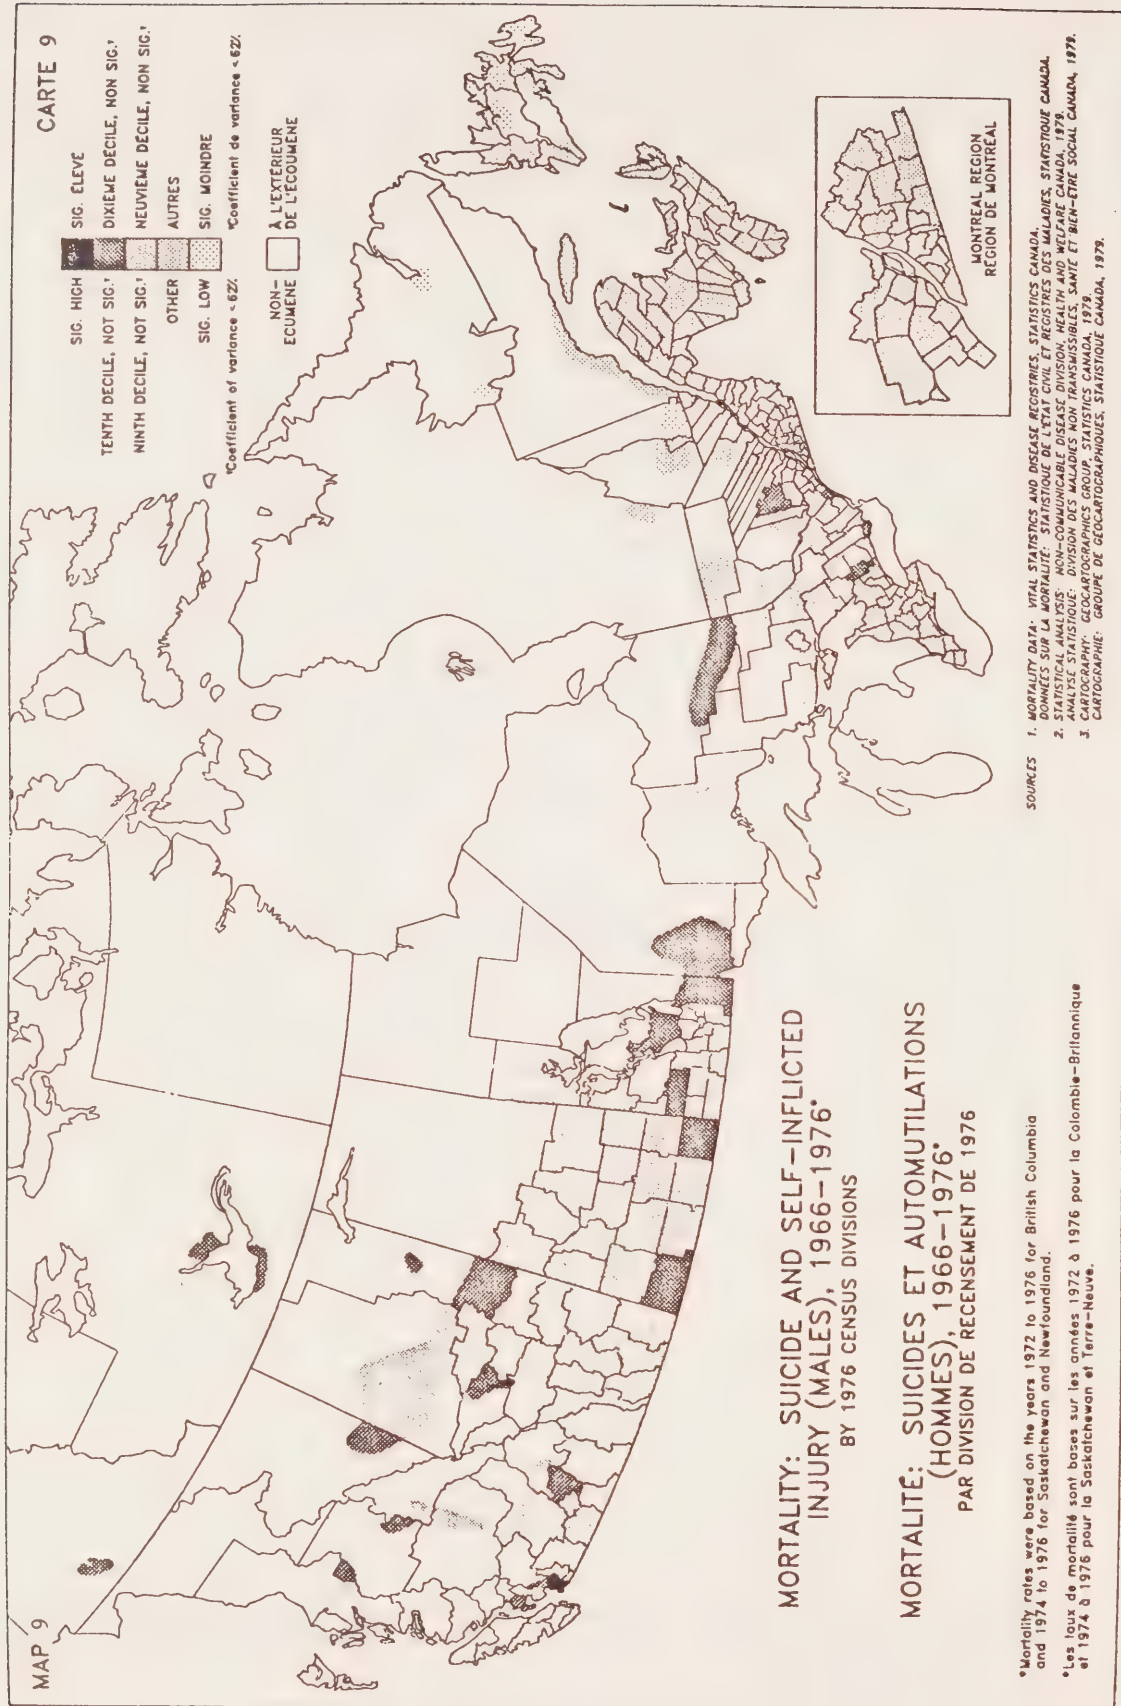 MAP 9
CARTE 9
SIG. HIGH
SIG. ÉLEVÉ
TENTH DECILE, NOT SIG.¹
DIXIÈME DÉCILE, NON SIG.¹
NINTH DECILE, NOT SIG.¹
NEUVIÈME DÉCILE, NON SIG.¹
OTHER
AUTRES
SIG. LOW
SIG. MOINDRE
¹Coefficient of variance < 62%
¹Coefficient de variance < 62%
NON-
ECUMENE
À L'EXTÉRIEUR
DE L'ÉCOUMÈNE
MONTREAL REGION
RÉGION DE MONTRÉAL
MORTALITY: SUICIDE AND SELF-INFLICTED
INJURY (MALES), 1966-1976*
BY 1976 CENSUS DIVISIONS
MORTALITÉ: SUICIDES ET AUTOMUTILATIONS
(HOMMES), 1966-1976*
PAR DIVISION DE RECENSEMENT DE 1976
*Mortality rates were based on the years 1972 to 1976 for British Columbia
and 1974 to 1976 for Saskatchewan and Newfoundland.
*Les taux de mortalité sont basés sur les années 1972 à 1976 pour la Colombie-Britannique
et 1974 à 1976 pour la Saskatchewan et Terre-Neuve.
SOURCES 1. MORTALITY DATA: VITAL STATISTICS AND DISEASE REGISTRIES, STATISTICS CANADA.
DONNÉES SUR LA MORTALITÉ: STATISTIQUE DE L'ÉTAT CIVIL ET REGISTRES DES MALADIES, STATISTIQUE CANADA.
2. STATISTICAL ANALYSIS: NON-COMMUNICABLE DISEASE DIVISION, HEALTH AND WELFARE CANADA, 1979.
ANALYSE STATISTIQUE: DIVISION DES MALADIES NON TRANSMISSIBLES, SANTÉ ET BIEN-ÊTRE SOCIAL CANADA, 1979.
3. CARTOGRAPHY: GEOCARTOGRAPHICS GROUP, STATISTICS CANADA, 1979.
CARTOGRAPHIE: GROUPE DE GÉOCARTOGRAPHIQUES, STATISTIQUE CANADA, 1979.